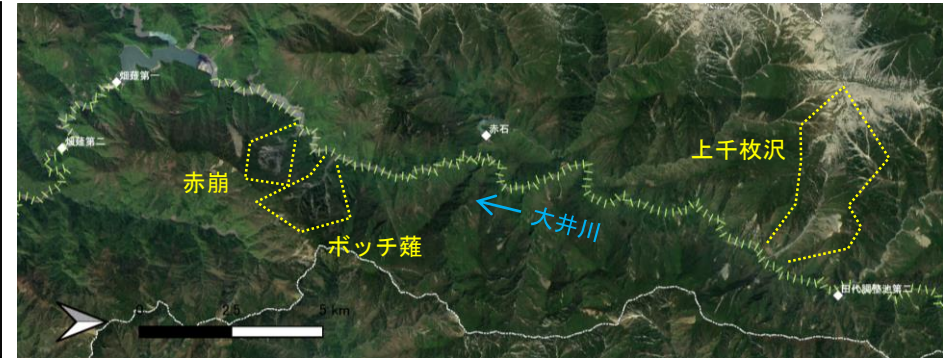 畑薙第一
畑薙第二
赤石
上千枚沢
赤崩
大井川
ボッチ薙
田代調整池第二
0 2.5 5 km